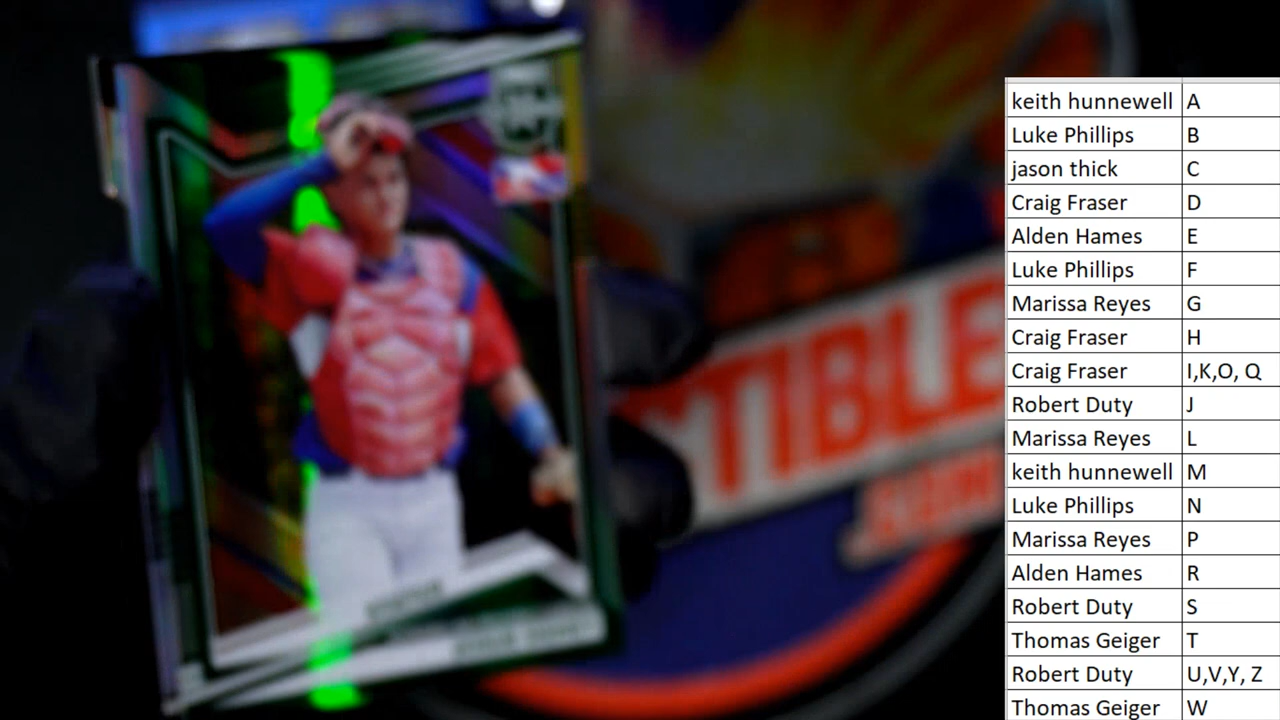 TIBLE
keith hunnewell A
Luke Phillips B
jason thick C
Craig Fraser D
Alden Hames E
Luke Phillips F
Marissa Reyes G
Craig Fraser H
Craig Fraser I,K,O, Q
Robert Duty J
Marissa Reyes L
keith hunnewell M
Luke Phillips N
Marissa Reyes P
Alden Hames R
Robert Duty S
Thomas Geiger T
Robert Duty U,V,Y, Z
Thomas Geiger W